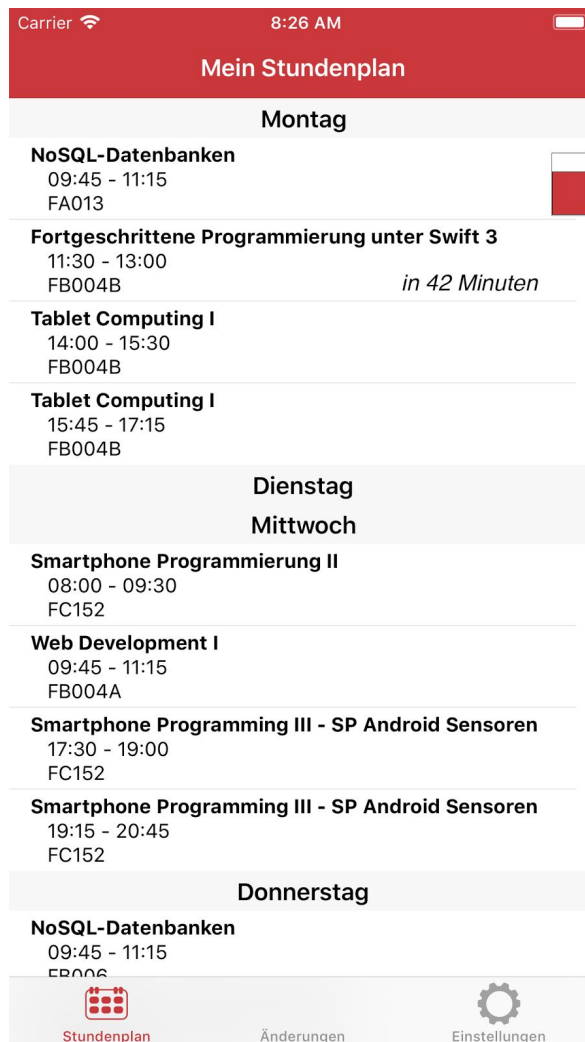 Carrier 8:26 AM
Mein Stundenplan
Montag
NoSQL-Datenbanken
09:45 - 11:15
FA013
Fortgeschrittene Programmierung unter Swift 3
11:30 - 13:00
FB004B in 42 Minuten
Tablet Computing I
14:00 - 15:30
FB004B
Tablet Computing I
15:45 - 17:15
FB004B
Dienstag
Mittwoch
Smartphone Programmierung II
08:00 - 09:30
FC152
Web Development I
09:45 - 11:15
FB004A
Smartphone Programming III - SP Android Sensoren
17:30 - 19:00
FC152
Smartphone Programming III - SP Android Sensoren
19:15 - 20:45
FC152
Donnerstag
NoSQL-Datenbanken
09:45 - 11:15
FB006
Stundenplan Änderungen Einstellungen